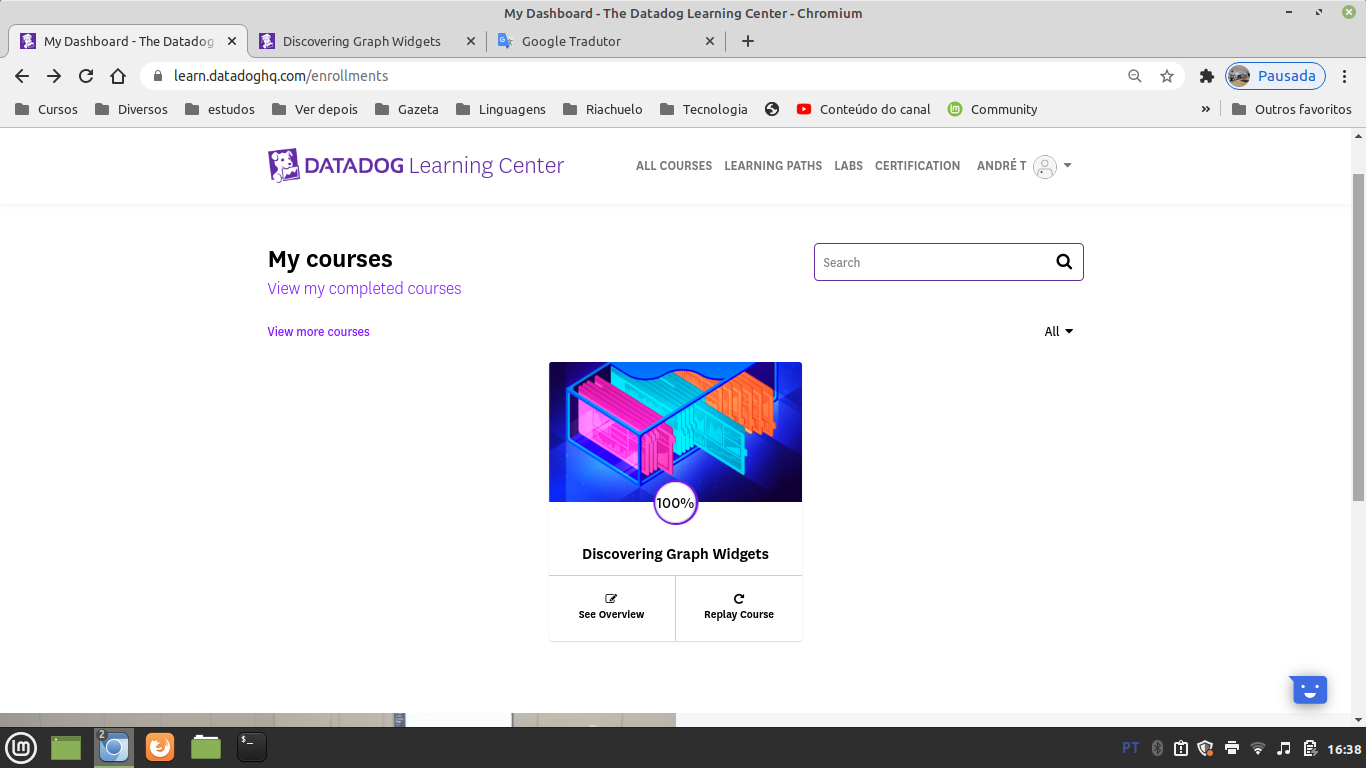 My Dashboard - The Datadog Learning Center - Chromium
My Dashboard - The Datadog
Discovering Graph Widgets
Google Tradutor
learn.datadoghq.com/enrollments
Pausada
Cursos
Diversos
estudos
Ver depois
Gazeta
Linguagens
Riachuelo
Tecnologia
Conteúdo do canal
Community
»
Outros favoritos
DATADOG Learning Center
ALL COURSES
LEARNING PATHS
LABS
CERTIFICATION
ANDRÉ T
My courses
Search
View my completed courses
View more courses
All
100%
Discovering Graph Widgets
See Overview
Replay Course
2
$_
PT
16:38